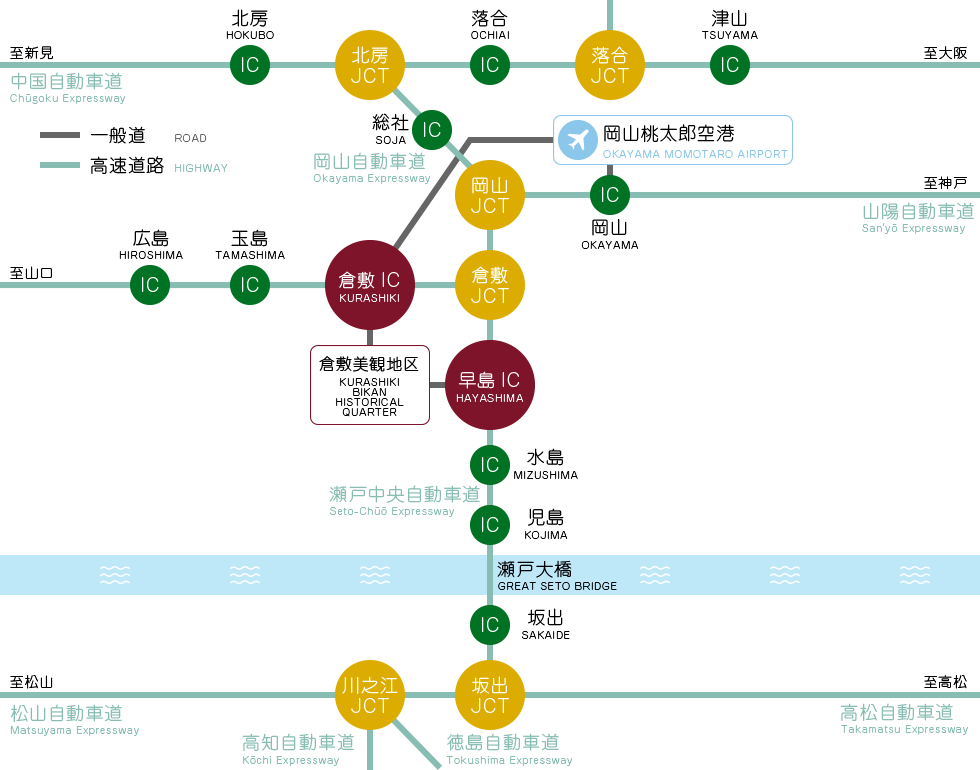 北房
HOKUBO
落合
OCHIAI
津山
TSUYAMA
至新見
IC
北房
JCT
IC
落合
JCT
IC
至大阪
中国自動車道
Chūgoku Expressway
総社
SOJA
IC
一般道 ROAD
高速道路 HIGHWAY
岡山自動車道
Okayama Expressway
岡山桃太郎空港
OKAYAMA MOMOTARO AIRPORT
岡山
JCT
IC
至神戸
岡山
OKAYAMA
山陽自動車道
San'yō Expressway
広島
HIROSHIMA
玉島
TAMASHIMA
至山口
IC
IC
倉敷 IC
KURASHIKI
倉敷
JCT
倉敷美観地区
KURASHIKI
BIKAN
HISTORICAL
QUARTER
早島 IC
HAYASHIMA
IC
水島
MIZUSHIMA
瀬戸中央自動車道
Seto-Chūō Expressway
IC
児島
KOJIMA
瀬戸大橋
GREAT SETO BRIDGE
IC
坂出
SAKAIDE
至松山
川之江
JCT
坂出
JCT
至高松
松山自動車道
Matsuyama Expressway
高松自動車道
Takamatsu Expressway
高知自動車道
Kōchi Expressway
徳島自動車道
Tokushima Expressway